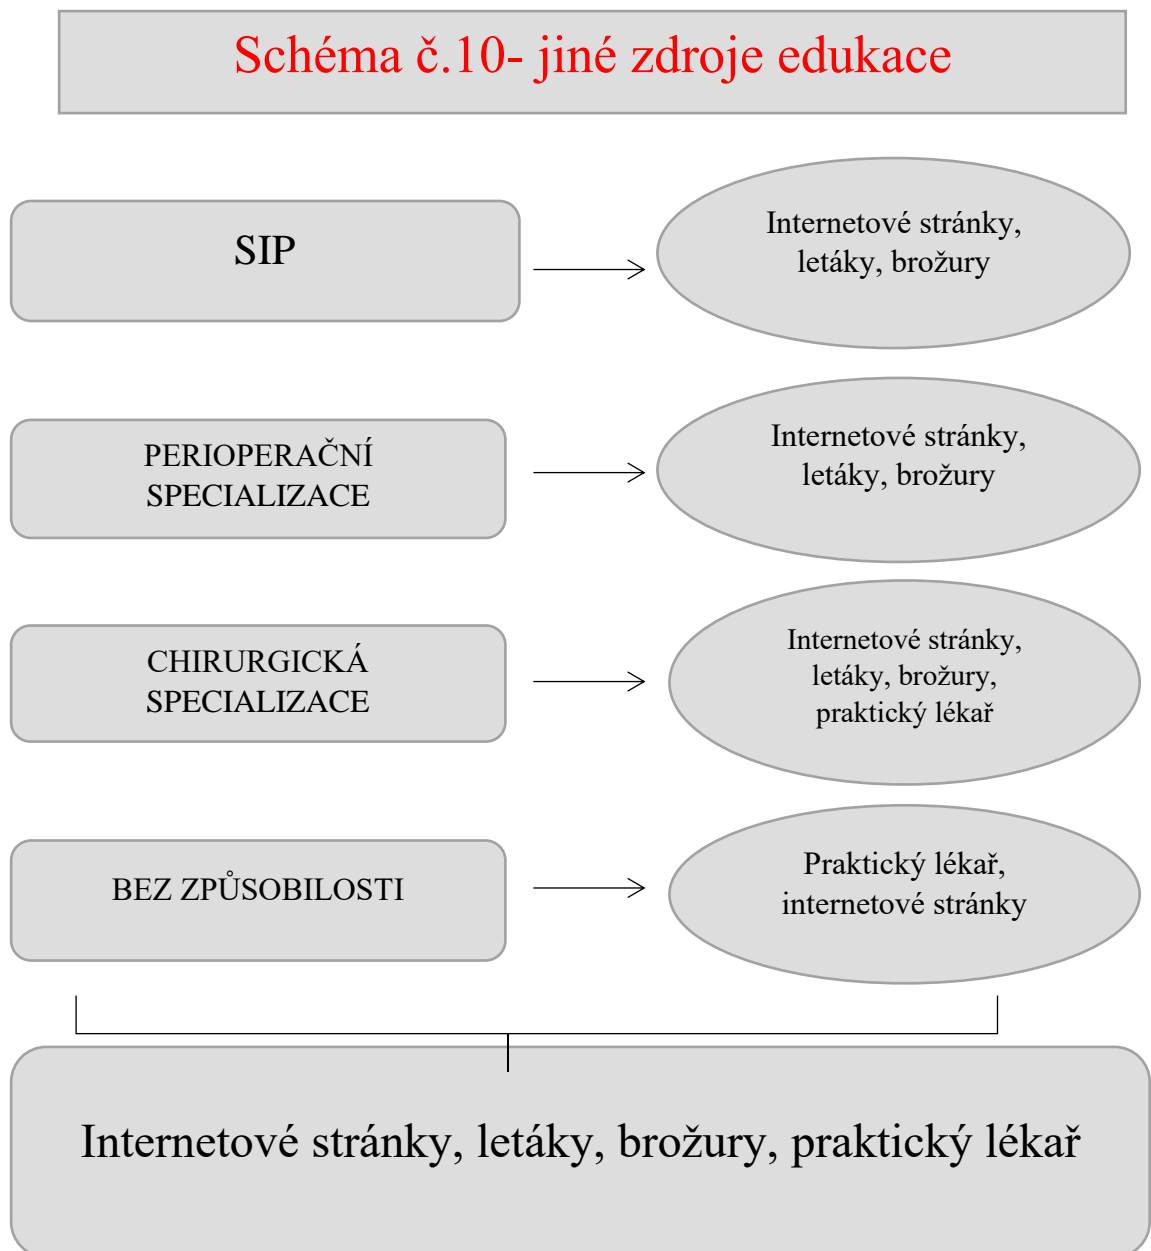 Schéma č.10- jiné zdroje edukace
SIP
Internetové stránky,
letáky, brožury
PERIOPERAČNÍ
SPECIALIZACE
Internetové stránky,
letáky, brožury
CHIRURGICKÁ
SPECIALIZACE
Internetové stránky,
letáky, brožury,
praktický lékař
BEZ ZPŮSOBILOSTI
Praktický lékař,
internetové stránky
Internetové stránky, letáky, brožury, praktický lékař